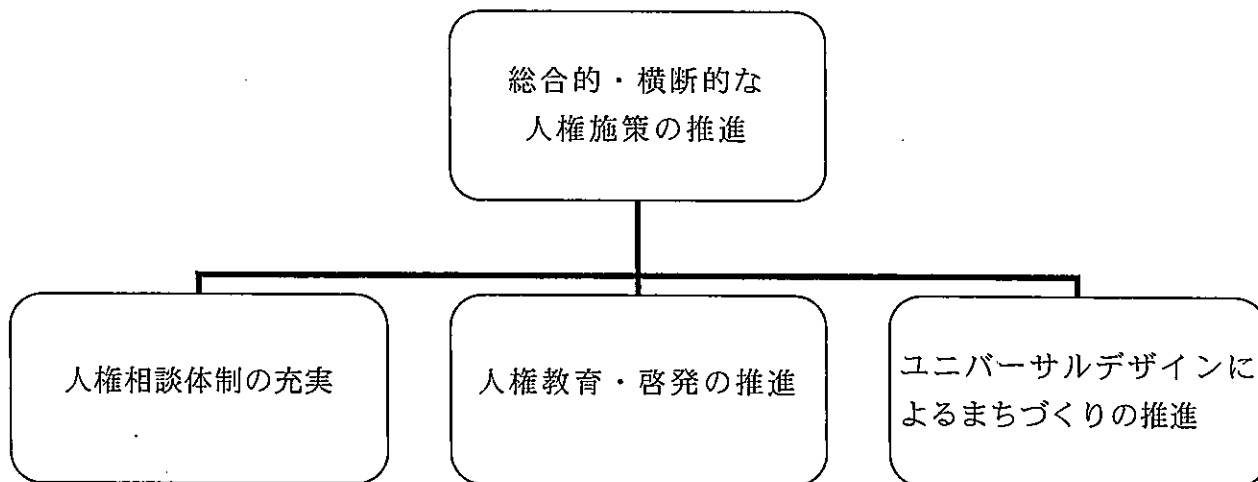 総合的・横断的な
人権施策の推進
人権相談体制の充実
人権教育・啓発の推進
ユニバーサルデザインに
よるまちづくりの推進